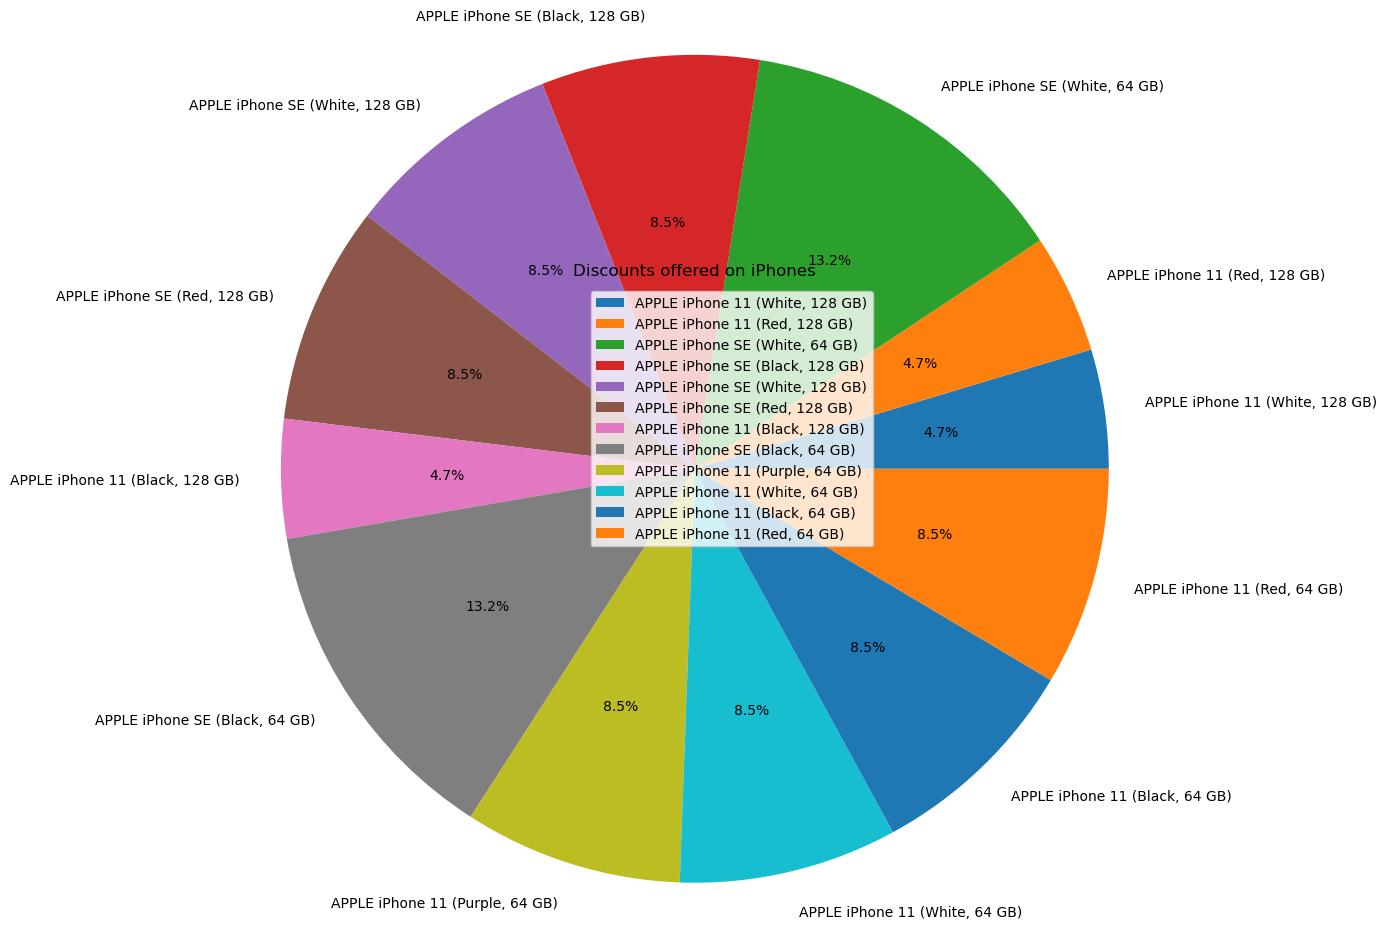 APPLE iPhone SE (Black, 128 GB)
APPLE iPhone SE (White, 64 GB)
APPLE iPhone SE (White, 128 GB)
8.5%
13.2%
8.5%
Discounts offered on iPhones
APPLE iPhone 11 (Red, 128 GB)
APPLE iPhone SE (Red, 128 GB)
APPLE iPhone 11 (White, 128 GB)
APPLE iPhone 11 (Red, 128 GB)
APPLE iPhone SE (White, 64 GB)
APPLE iPhone SE (Black, 128 GB)
APPLE iPhone SE (White, 128 GB)
APPLE iPhone SE (Red, 128 GB)
APPLE iPhone 11 (Black, 128 GB)
APPLE iPhone SE (Black, 64 GB)
APPLE iPhone 11 (Purple, 64 GB)
APPLE iPhone 11 (White, 64 GB)
APPLE iPhone 11 (Black, 64 GB)
APPLE iPhone 11 (Red, 64 GB)
4.7%
8.5%
APPLE iPhone 11 (White, 128 GB)
4.7%
4.7%
APPLE iPhone 11 (Black, 128 GB)
8.5%
APPLE iPhone 11 (Red, 64 GB)
13.2%
8.5%
8.5%
8.5%
APPLE iPhone SE (Black, 64 GB)
APPLE iPhone 11 (Black, 64 GB)
APPLE iPhone 11 (Purple, 64 GB)
APPLE iPhone 11 (White, 64 GB)